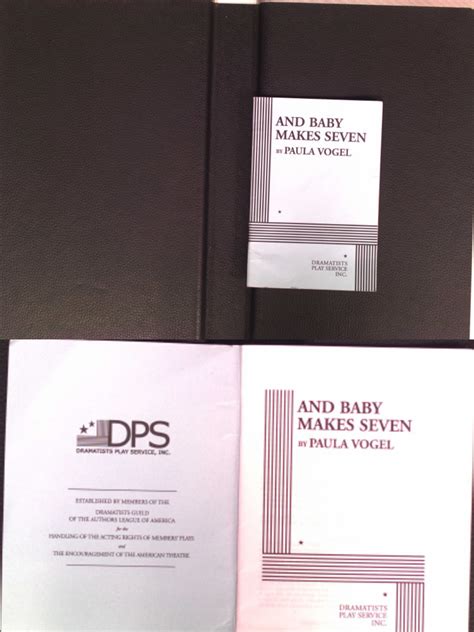 AND BABY
MAKES SEVEN
BY PAULA VOGEL
DRAMATISTS
PLAY SERVICE
INC.
DPS
DRAMATISTS PLAY SERVICE, INC.
ESTABLISHED BY MEMBERS OF THE
DRAMATISTS GUILD
OF THE AUTHORS LEAGUE OF AMERICA
for the
HANDLING OF THE ACTING RIGHTS OF MEMBERS' PLAYS
and
THE ENCOURAGEMENT OF THE AMERICAN THEATRE
AND BABY
MAKES SEVEN
BY PAULA VOGEL
DRAMATISTS
PLAY SERVICE
INC.